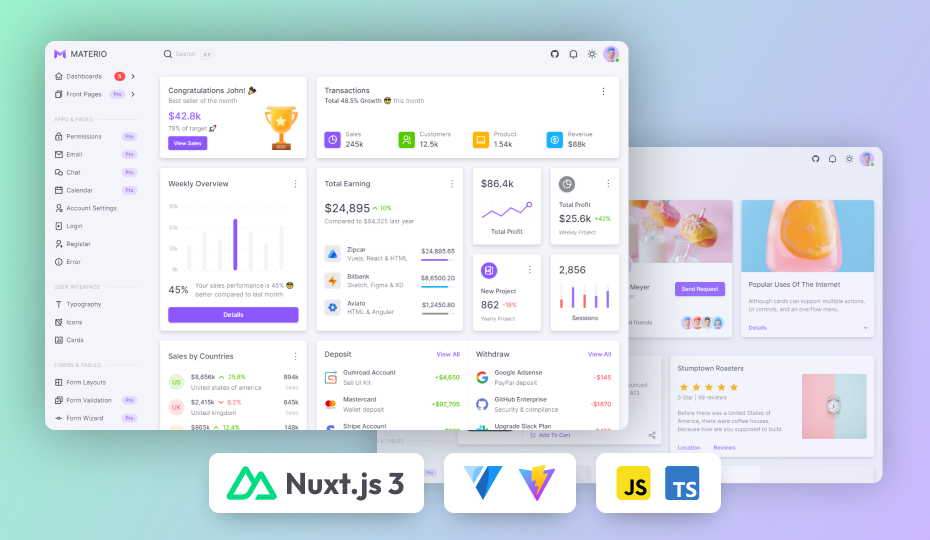 MATERIO
Search
⌘K
Dashboards 5
Front Pages Pro
APPS & PAGES
Permissions Pro
Email Pro
Chat Pro
Calendar Pro
Account Settings
Login
Register
Error
USER INTERFACE
Typography
Icons
Cards
FORMS & TABLES
Form Layouts
Form Validation Pro
Form Wizard Pro
Congratulations John! 🎉
Best seller of the month
$42.8k
78% of target 🚀
View Sales
Transactions
Total 48.5% Growth 😎 this month
Sales
245k
Customers
12.5k
Product
1.54k
Revenue
$88k
Weekly Overview
90k
60k
30k
0k
45%
Your sales performance is 45% 😎
better compared to last month
Details
Total Earning
$24,895 10%
Compared to $84,325 last year
Zipcar
Vuejs, React & HTML
$24,895.65
Bitbank
Sketch, Figma & XD
$8,6500.20
Aviato
HTML & Anguler
$1,2450.80
$86.4k
Total Profit
Total Profit
$25.6k +42%
Weekly Project
New Project
862 -18%
Yearly Project
2,856
Sessions
Sales by Countries
US
$8,656k 25.8%
United states of america
894k
Sales
UK
$2,415k 6.2%
United kingdom
645k
Sales
$865k 12.4%
148k
Deposit View All
Gumroad Account
Sell UI Kit
+$4,650
Mastercard
Wallet deposit
+$92,705
Stripe Account
Withdraw View All
Google Adsense
PayPal deposit
-$145
GitHub Enterprise
Security & compliance
-$1870
Upgrade Slack Plan
Meyer
Send Request
friends
Popular Uses Of The Internet
Although cards can support multiple actions,
UI controls, and an overflow menu.
Details
Add To Cart
Stumptown Roasters
5 Star | 98 reviews
Before there was a United States of
America, there were coffee houses,
because how are you supposed to build.
Location Reviews
& TABLES
Pro
Nuxt.js 3
JS
TS